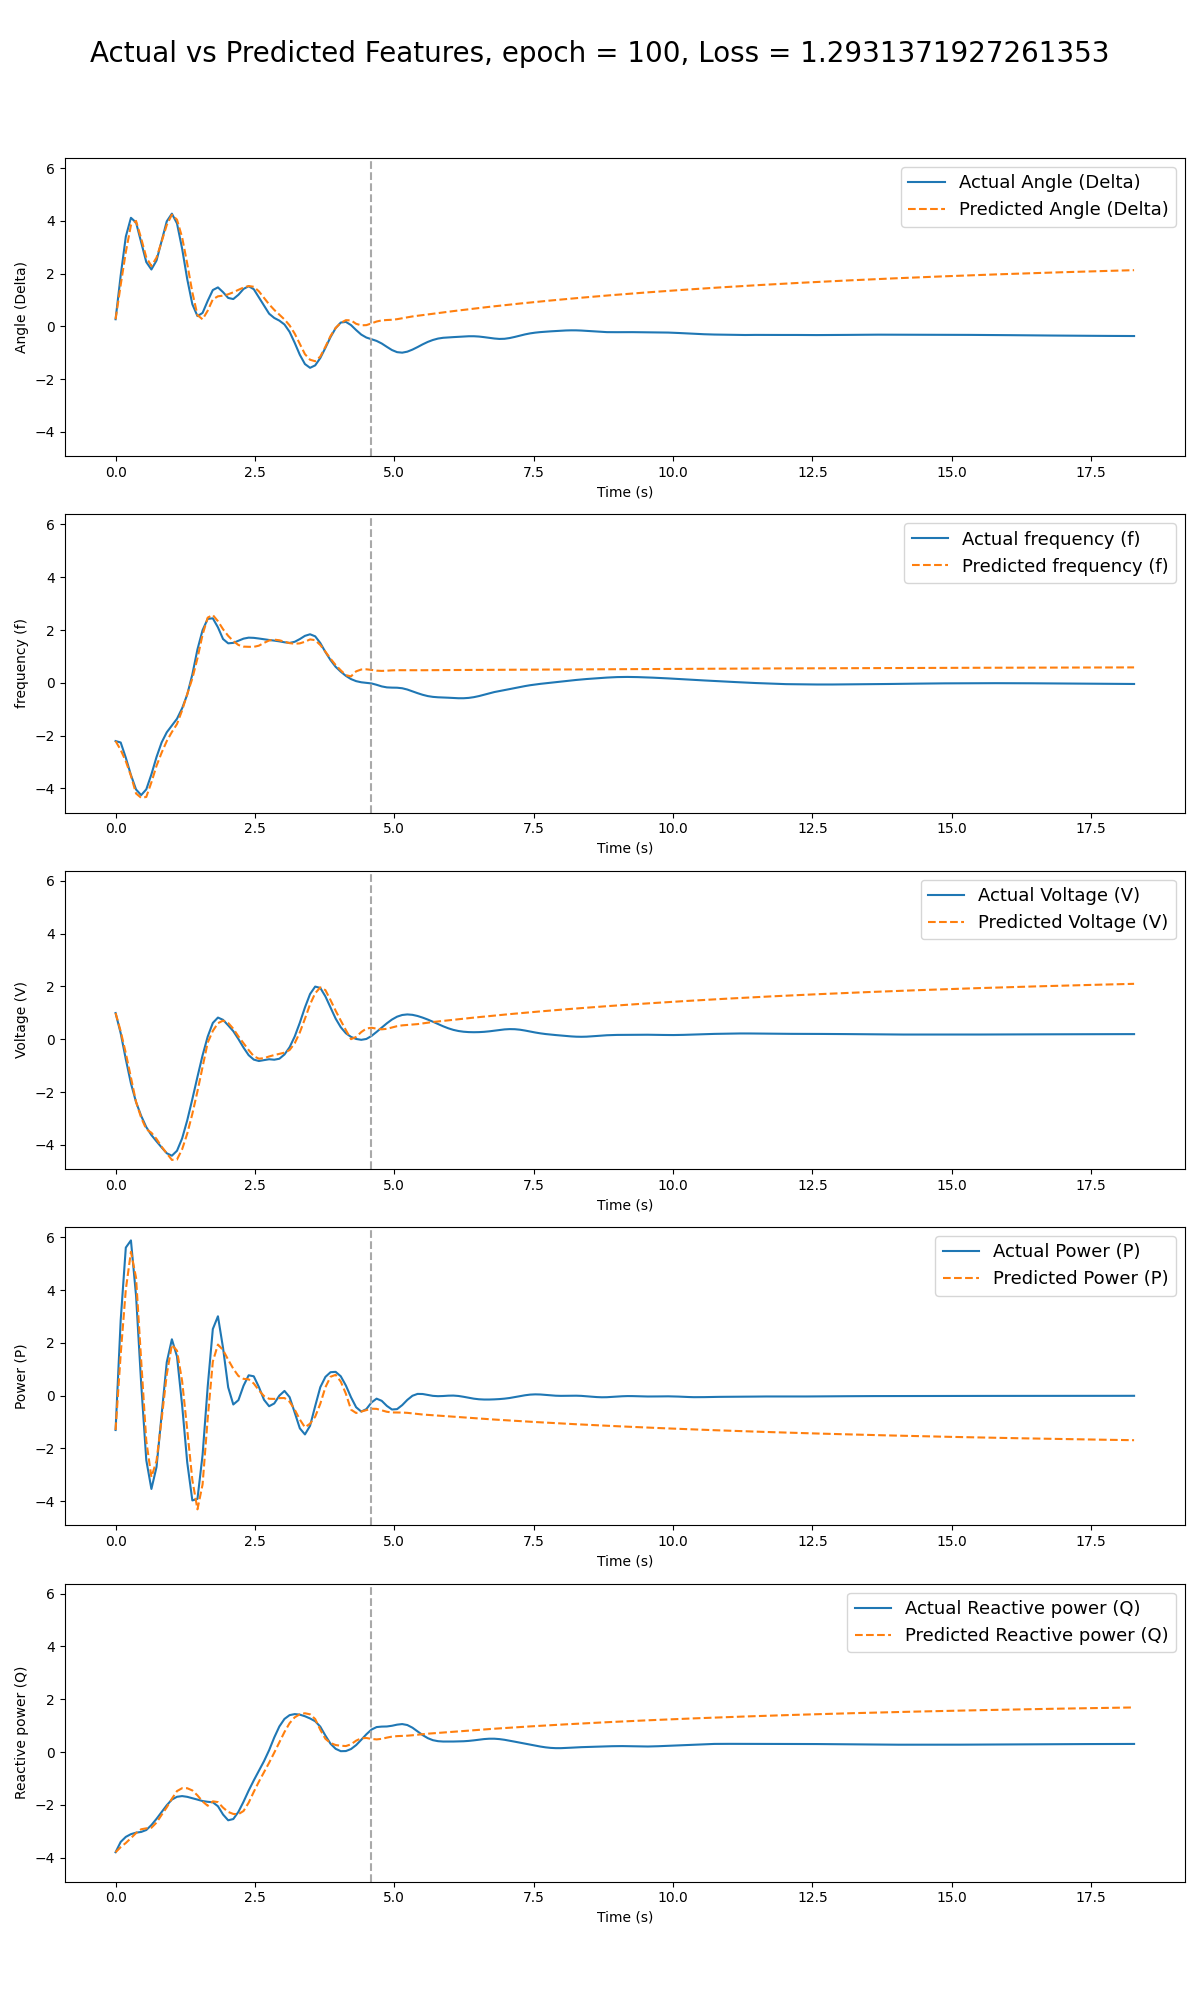 Actual vs Predicted Features, epoch = 100, Loss = 1.2931371927261353
6
4
2
0
−2
−4
Angle (Delta)
Actual Angle (Delta)
Predicted Angle (Delta)
0.0 2.5 5.0 7.5 10.0 12.5 15.0 17.5
Time (s)
6
4
2
0
−2
−4
frequency (f)
Actual frequency (f)
Predicted frequency (f)
0.0 2.5 5.0 7.5 10.0 12.5 15.0 17.5
Time (s)
6
4
2
0
−2
−4
Voltage (V)
Actual Voltage (V)
Predicted Voltage (V)
0.0 2.5 5.0 7.5 10.0 12.5 15.0 17.5
Time (s)
6
4
2
0
−2
−4
Power (P)
Actual Power (P)
Predicted Power (P)
0.0 2.5 5.0 7.5 10.0 12.5 15.0 17.5
Time (s)
6
4
2
0
−2
−4
Reactive power (Q)
Actual Reactive power (Q)
Predicted Reactive power (Q)
0.0 2.5 5.0 7.5 10.0 12.5 15.0 17.5
Time (s)